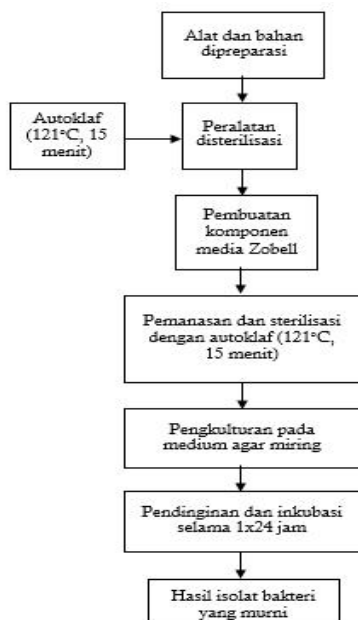 Alat dan bahan
dipreparasi
Autoklaf
(121°C, 15
menit)
Peralatan
disterilisasi
Pembuatan
komponen
media Zobell
Pemanasan dan sterilisasi
dengan autoklaf (121°C,
15 menit)
Pengkulturan pada
medium agar miring
Pendinginan dan inkubasi
selama 1x24 jam
Hasil isolat bakteri
yang murni